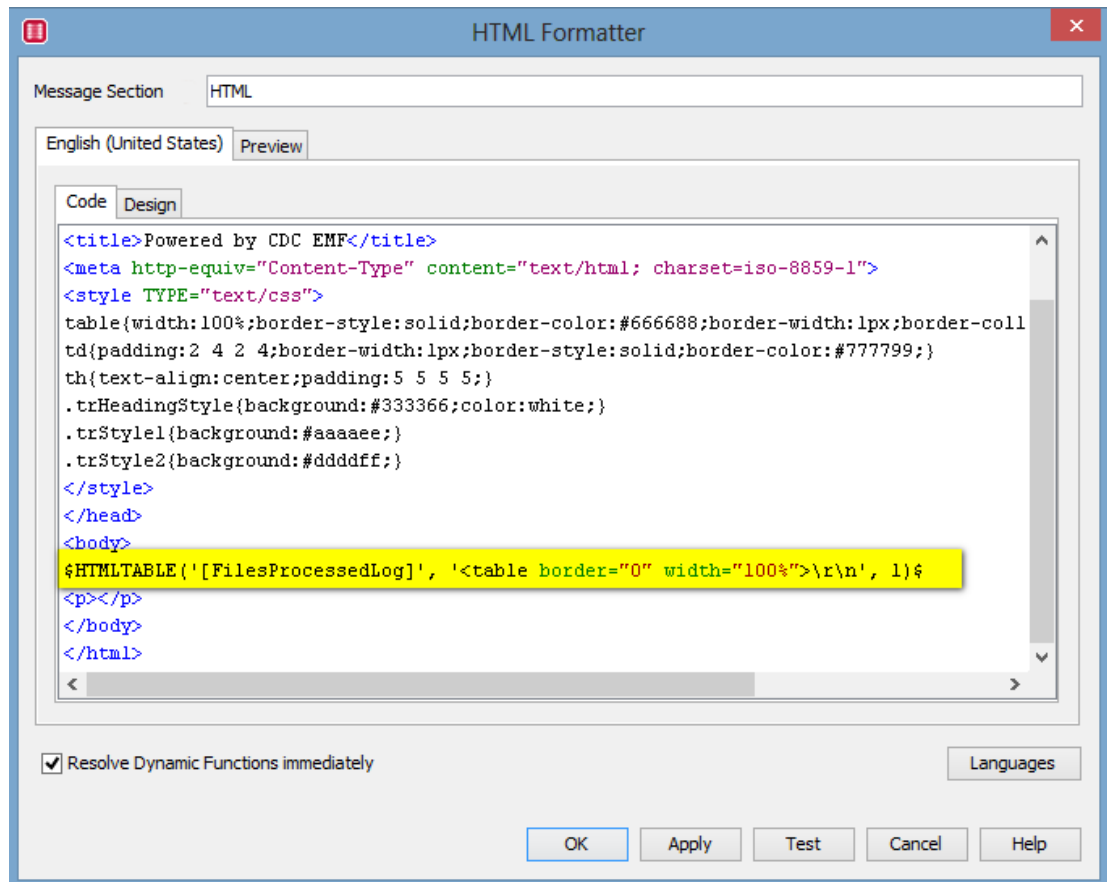 HTML Formatter
Message Section HTML
English (United States) Preview
Code Design
<title>Powered by CDC EMF</title>
<meta http-equiv="Content-Type" content="text/html; charset=iso-8859-1">
<style TYPE="text/css">
table{width:100%;border-style:solid;border-color:#666688;border-width:1px;border-coll
td{padding:2 4 2 4;border-width:1px;border-style:solid;border-color:#777799;}
th{text-align:center;padding:5 5 5 5;}
.trHeadingStyle{background:#333366;color:white;}
.trStyle1{background:#aaaaee;}
.trStyle2{background:#ddddff;}
</style>
</head>
<body>
$HTMLTABLE('[FilesProcessedLog]', '<table border="0" width="100%">\r\n', 1)$
<p></p>
</body>
</html>
Resolve Dynamic Functions immediately Languages
OK Apply Test Cancel Help